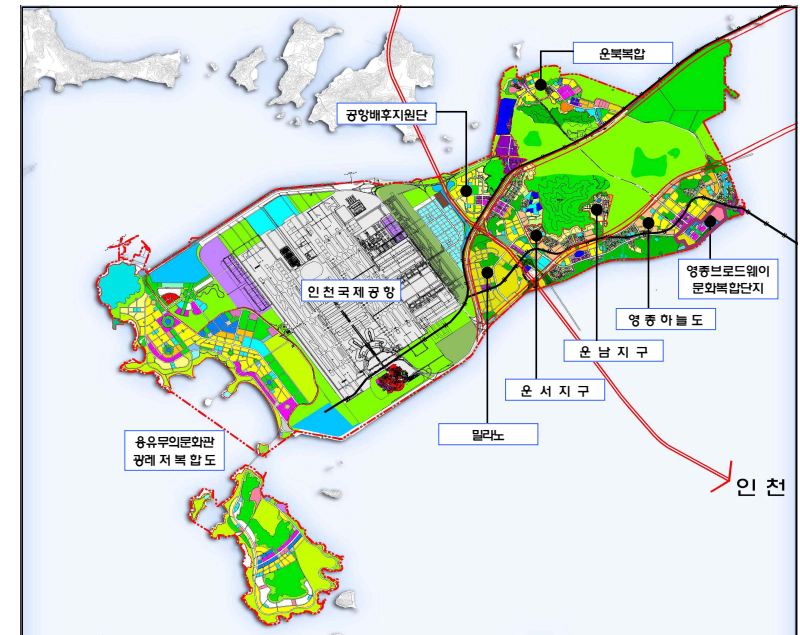 운북복합
공항배후지원단
인천국제공항
영종브로드웨이
문화복합단지
영종하늘도
운남지구
운서지구
밀라노
용유무의문화관
광레저복합도
인천